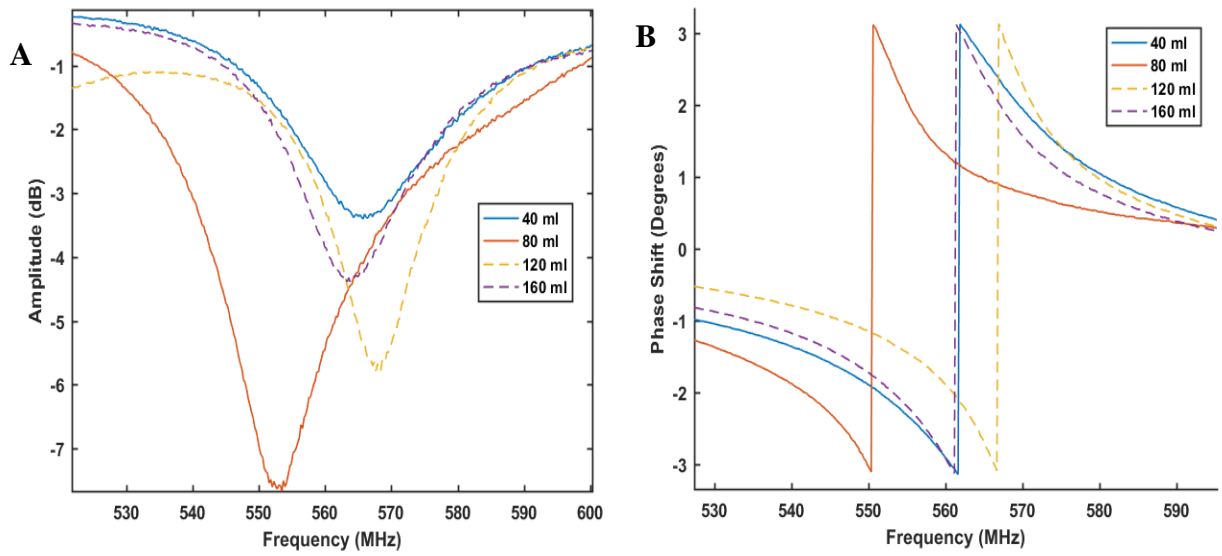 A
-1
-2
-3
-4
-5
-6
-7
Amplitude (dB)
40 ml
80 ml
120 ml
160 ml
530
540
550
560
570
580
590
600
Frequency (MHz)
B
3
2
1
0
-1
-2
-3
Phase Shift (Degrees)
40 ml
80 ml
120 ml
160 ml
530
540
550
560
570
580
590
Frequency (MHz)